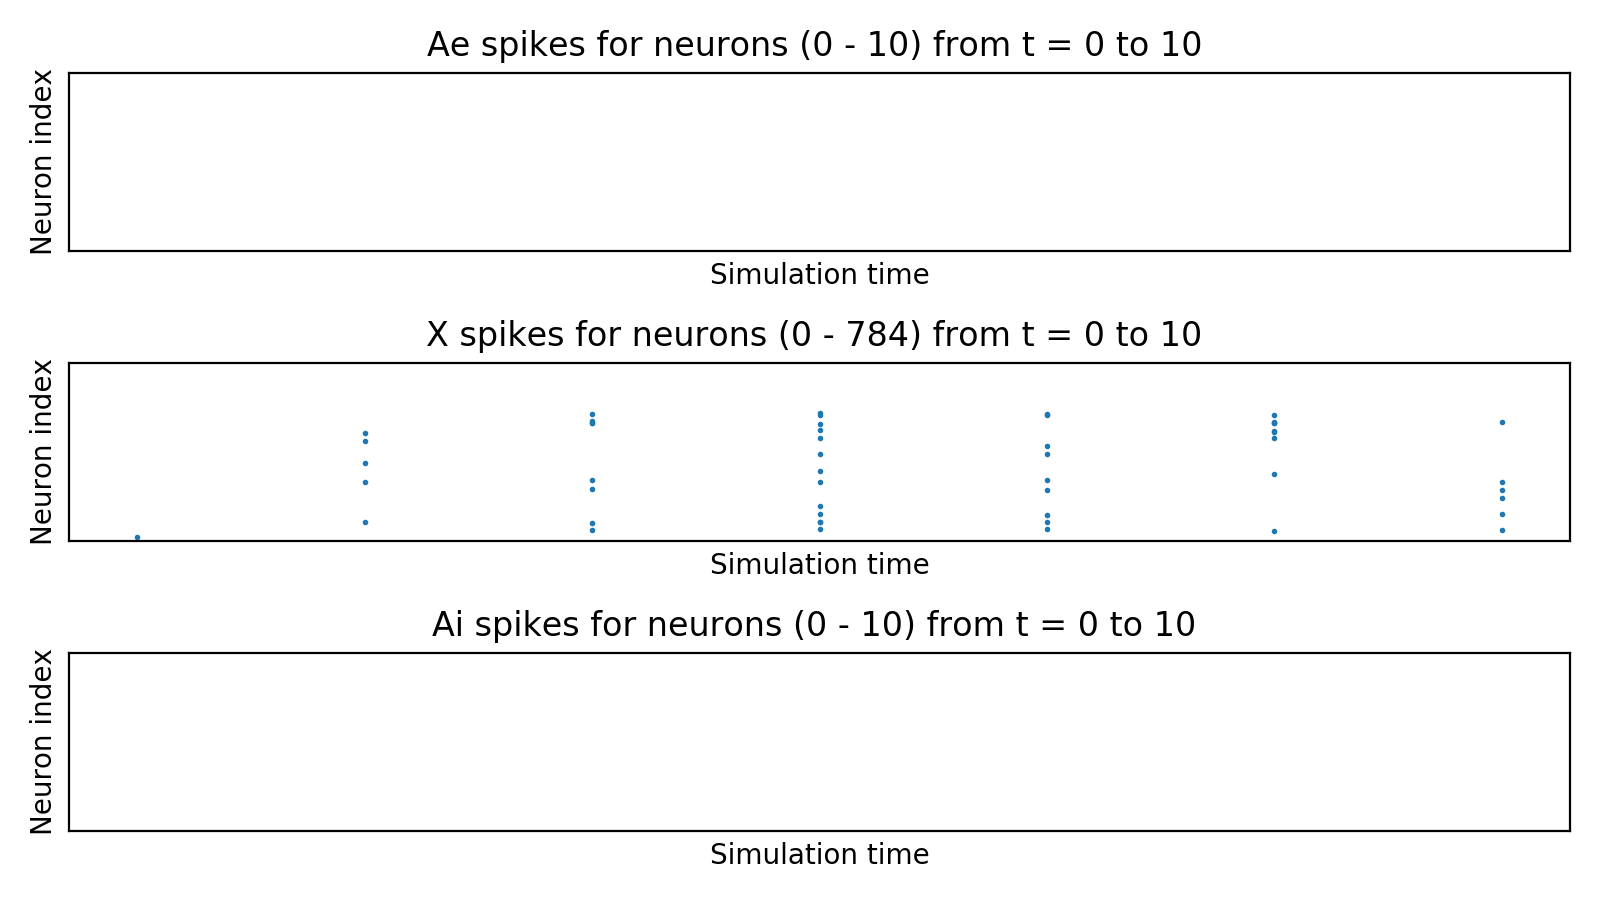 Ae spikes for neurons (0 - 10) from t = 0 to 10
Neuron index
Simulation time
X spikes for neurons (0 - 784) from t = 0 to 10
Neuron index
Simulation time
Ai spikes for neurons (0 - 10) from t = 0 to 10
Neuron index
Simulation time